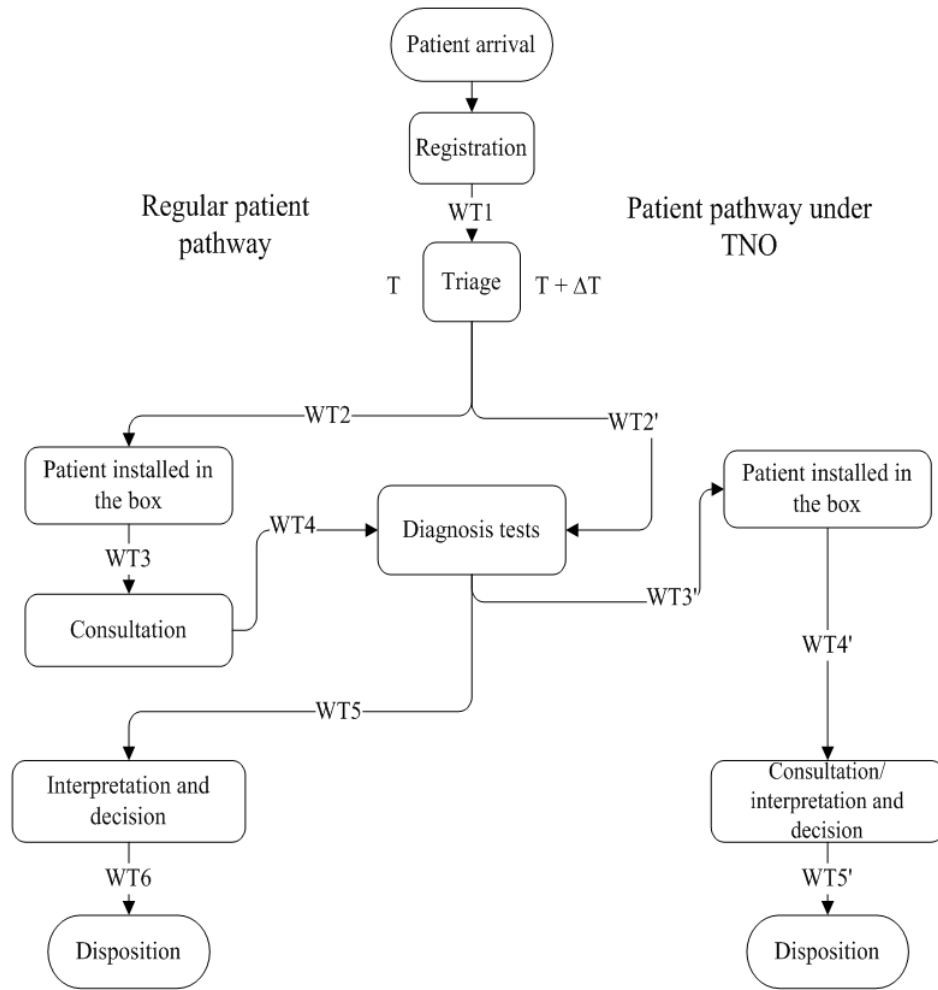 Patient arrival
Registration
Regular patient
pathway
WT1
Patient pathway under
TNO
T
Triage
T + ΔT
WT2
WT2'
Patient installed in
the box
Patient installed in
the box
WT4
Diagnosis tests
WT3
WT3'
Consultation
WT4'
WT5
Interpretation and
decision
Consultation/
interpretation and
decision
WT6
WT5'
Disposition
Disposition